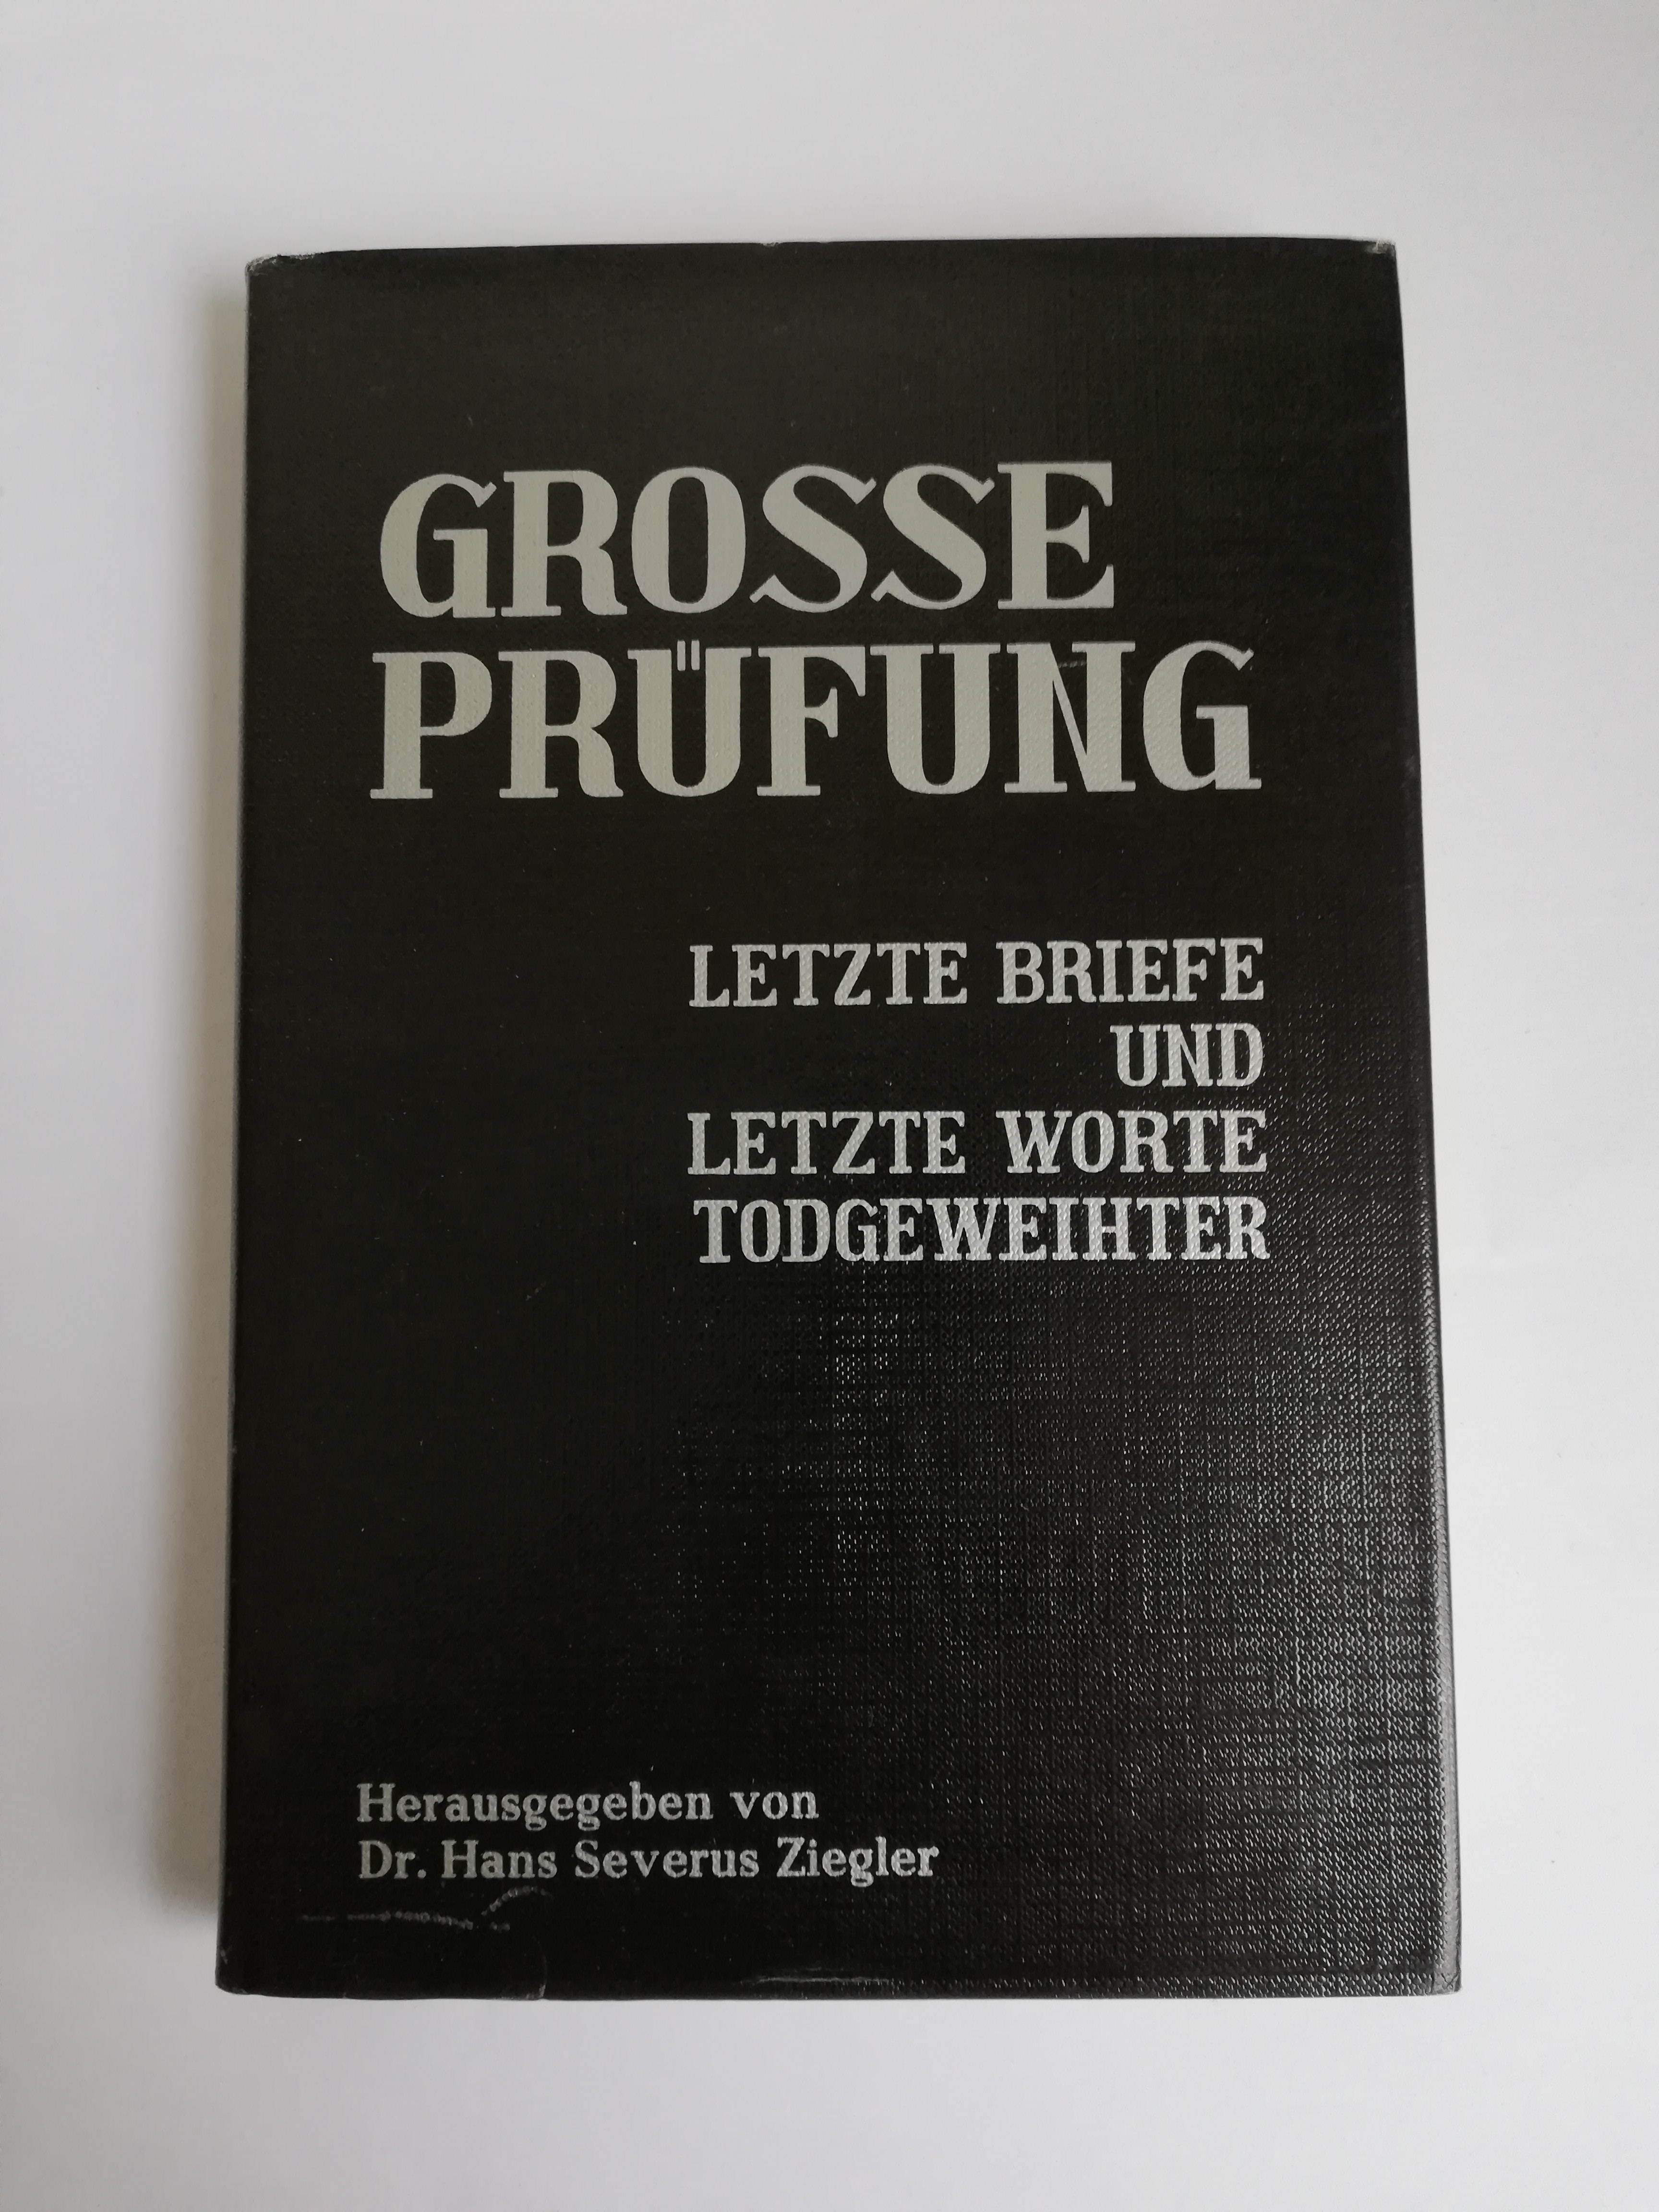 GROSSE
PRÜFUNG
LETZTE BRIEFE
UND
LETZTE WORTE
TODGEWEIHTER
Herausgegeben von
Dr. Hans Severus Ziegler